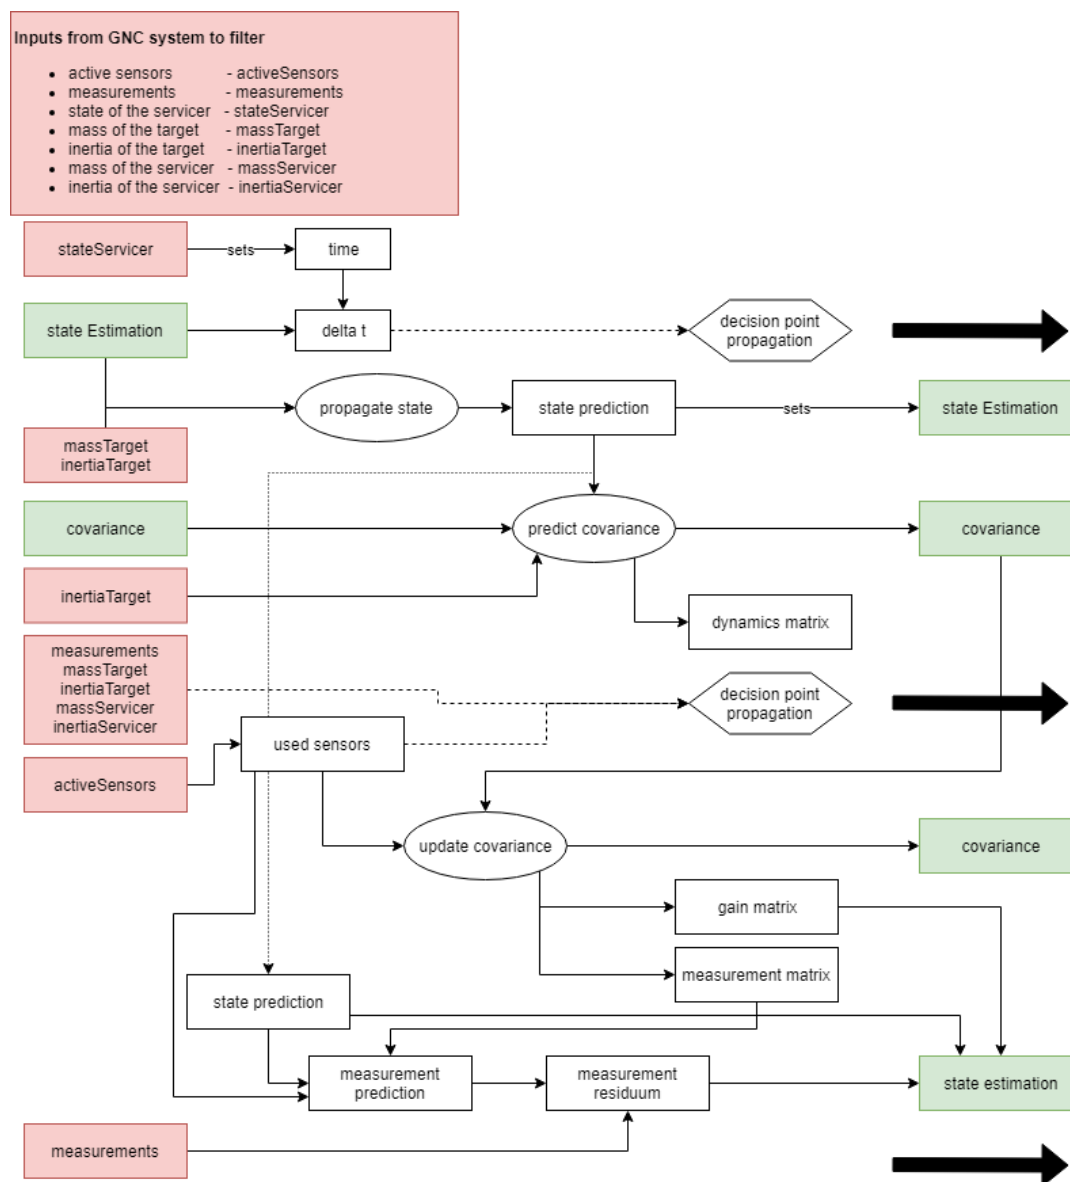 Inputs from GNC system to filter
• active sensors - activeSensors
• measurements - measurements
• state of the servicer - stateServicer
• mass of the target - massTarget
• inertia of the target - inertiaTarget
• mass of the servicer - massServicer
• inertia of the servicer - inertiaServicer
stateServicer
sets
time
state Estimation
delta t
decision point
propagation
propagate state
state prediction
sets
state Estimation
massTarget
inertiaTarget
covariance
predict covariance
covariance
inertiaTarget
dynamics matrix
measurements
massTarget
inertiaTarget
massServicer
inertiaServicer
decision point
propagation
used sensors
activeSensors
update covariance
covariance
gain matrix
measurement matrix
state prediction
measurement
prediction
measurement
residuum
state estimation
measurements